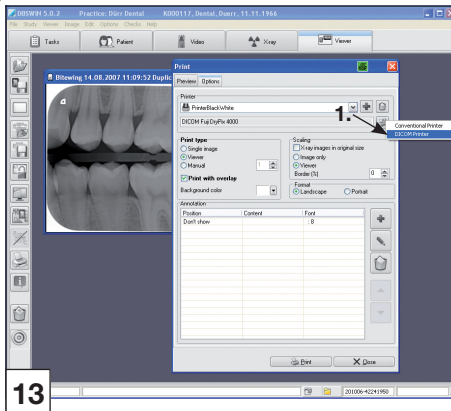 DBSWIN 5.0.2 Practice: Dürr Dental K000117, Dental, Duerr, 11.11.1966
File Study Viewer Image Edit Options Checks Help
Tasks Patient Video X-ray Viewer
Bitewing 14.08.2007 11:09:52 Duplic
Print
Preview Options
Printer
PrinterBlackWhite
1.
Conventional Printer
DICOM Fuji DryPix 4000
DICOM Printer
Print type
Single image
Viewer
Manual
1
Print with overlay
Background color
Scaling
X-ray images in original size
Image only
Viewer
Border (%) 0
Format
Landscape Portrait
Annotation
Position Content Font
Don't show : 8
Print Close
13
201006-42241950